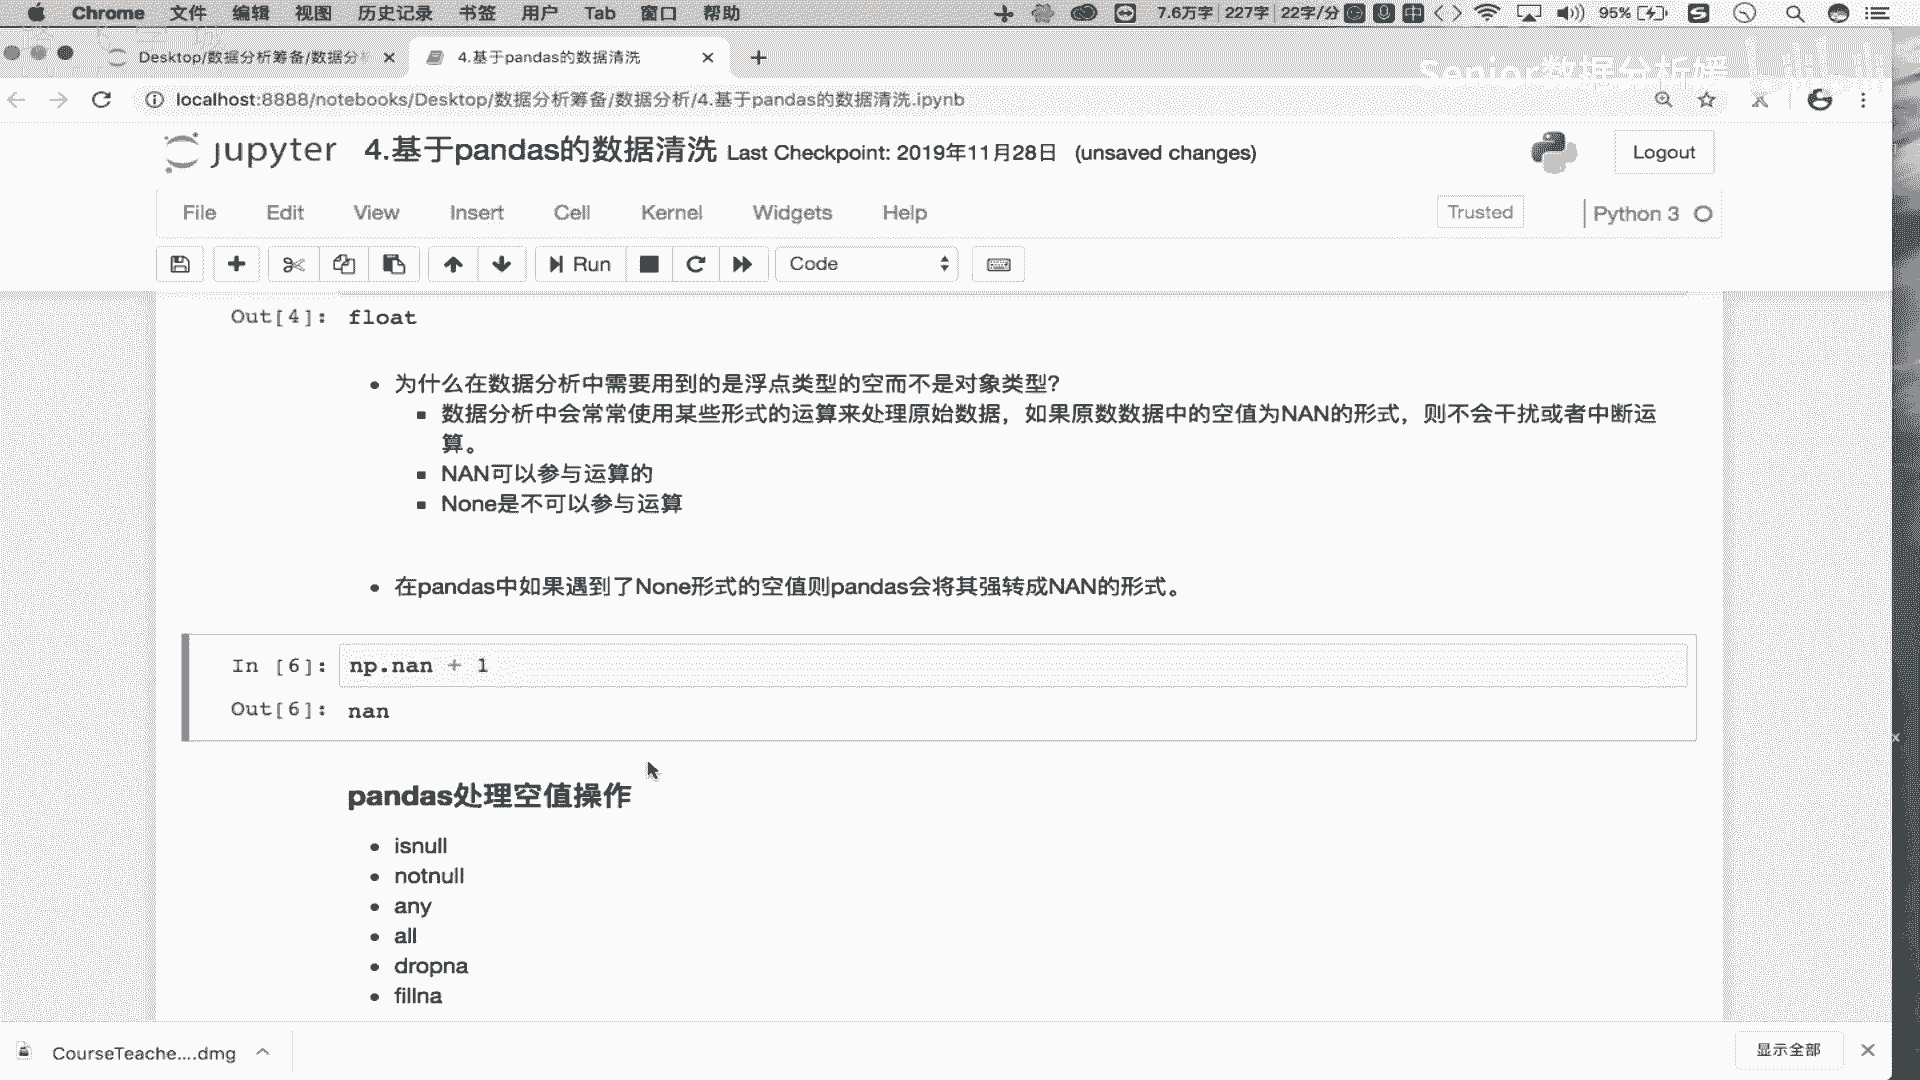 Chrome 文件 编辑 视图 历史记录 书签 用户 Tab 窗口 帮助 7.6万字 227字 22字/分 中 95%
Desktop/数据分析筹备/数据分 4.基于pandas的数据清洗
Senior数据分析媛 bilibili
localhost:8888/notebooks/Desktop/数据分析筹备/数据分析/4.基于pandas的数据清洗.ipynb
jupyter 4.基于pandas的数据清洗 Last Checkpoint: 2019年11月28日 (unsaved changes) Logout
File Edit View Insert Cell Kernel Widgets Help Trusted Python 3
Run Code
Out[4]: float
为什么在数据分析中需要用到的是浮点类型的空而不是对象类型?
数据分析中会常常使用某些形式的运算来处理原始数据，如果原数数据中的空值为NAN的形式，则不会干扰或者中断运
算。
NAN可以参与运算的
None是不可以参与运算
在pandas中如果遇到了None形式的空值则pandas会将其强转成NAN的形式。
In [6]: np.nan + 1
Out[6]: nan
pandas处理空值操作
isnull
notnull
any
all
dropna
fillna
CourseTeache....dmg 显示全部